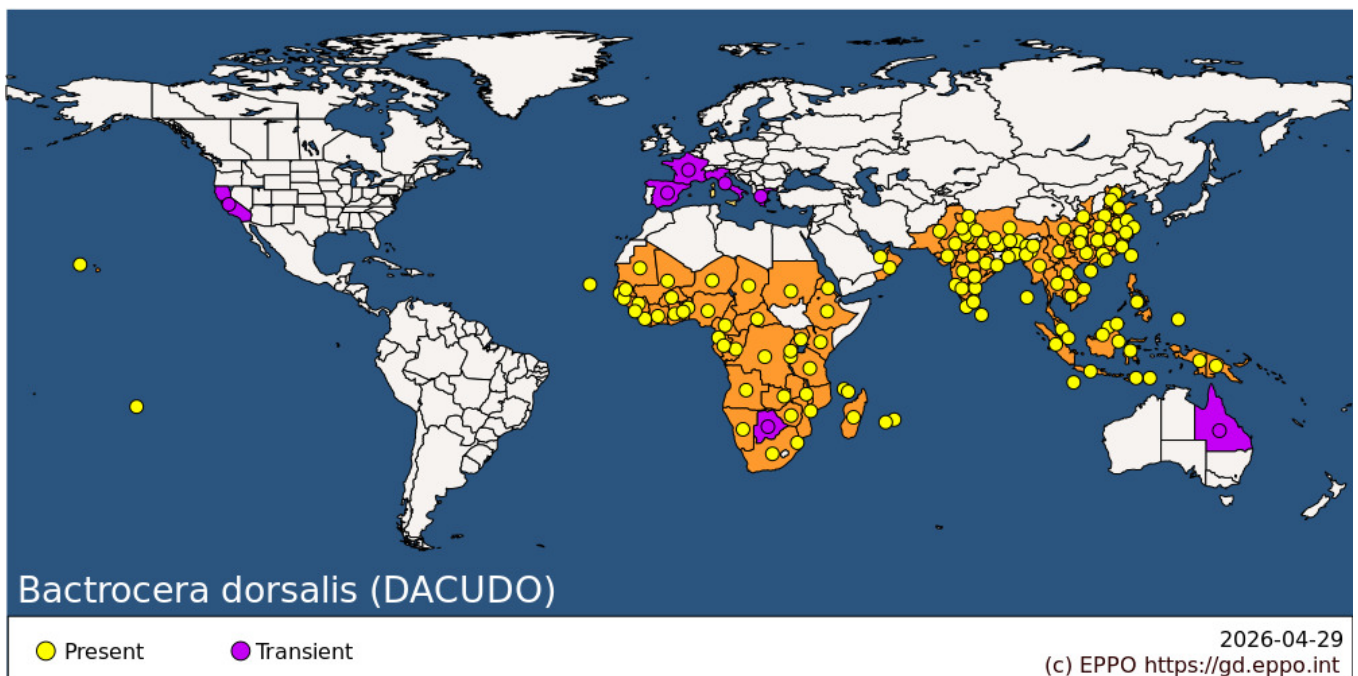 Bactrocera dorsalis (DACUDO)
Present
Transient
2026-04-29
(c) EPPO https://gd.eppo.int